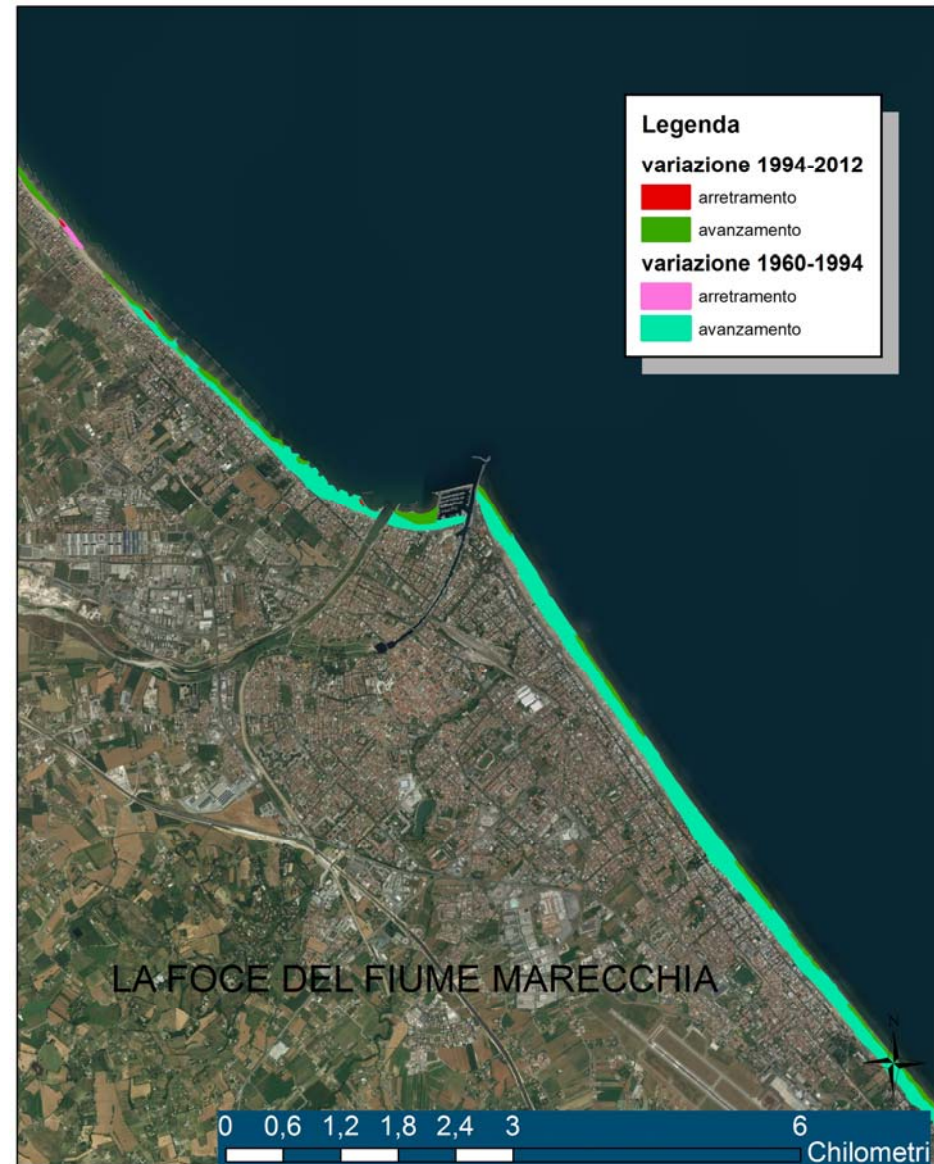 Legenda
variazione 1994-2012
arretramento
avanzamento
variazione 1960-1994
arretramento
avanzamento
LA FOCE DEL FIUME MARECCHIA
N
0 0,6 1,2 1,8 2,4 3 6
Chilometri